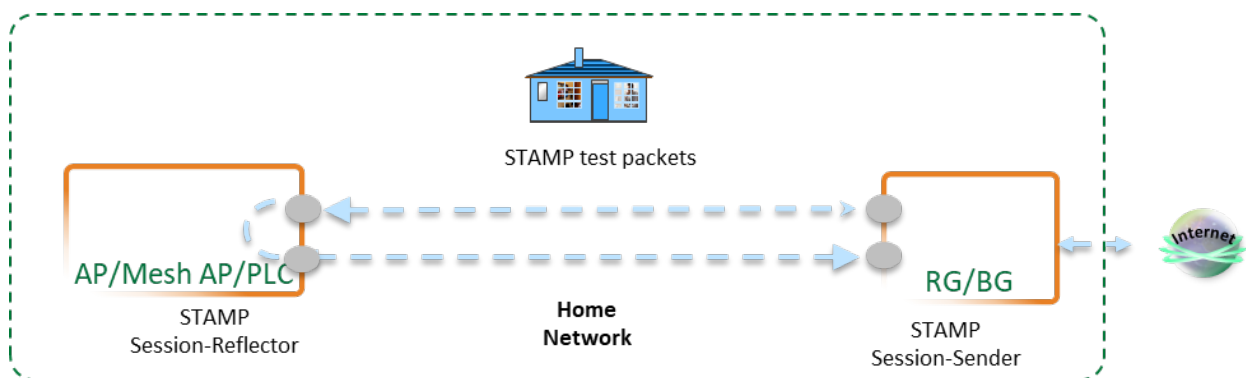 STAMP test packets
AP/Mesh AP/PLC
RG/BG
Internet
STAMP
Session-Reflector
Home
Network
STAMP
Session-Sender